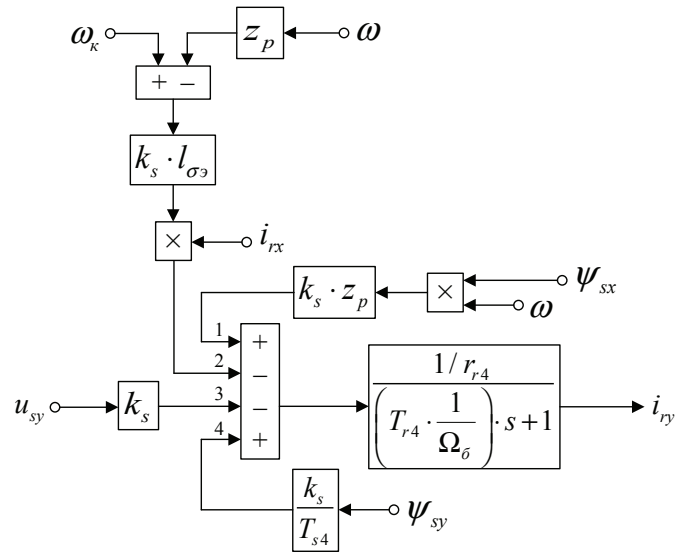 ω_к
z_p
ω
+ −
k_s · l_σэ
×
i_rx
k_s · z_p
×
ψ_sx
ω
1
+
2
−
u_sy
k_s
3
−
4
+
1 / r_r4
(T_r4 · 1/Ω_б) · s + 1
i_ry
k_s
T_s4
ψ_sy